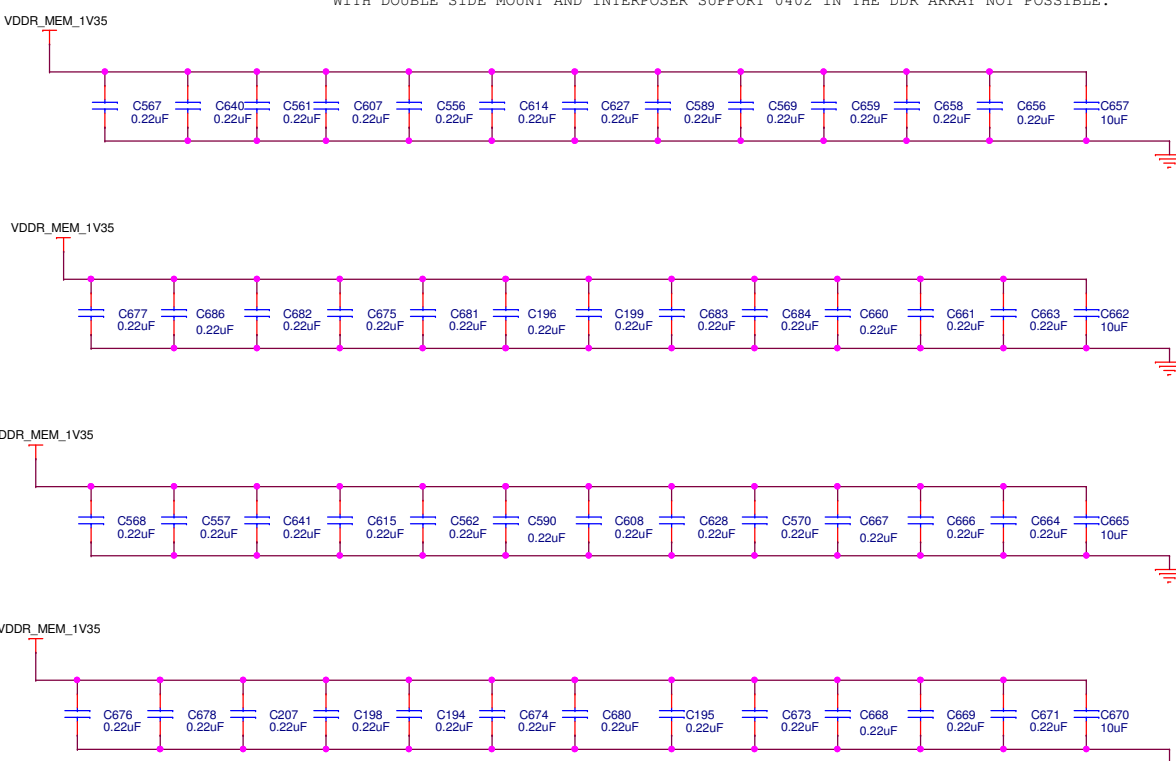 WITH DOUBLE SIDE MOUNT AND INTERPOSER SUPPORT 0402 IN THE DDR ARRAY NOT POSSIBLE.
VDDR_MEM_1V35
C567 C640 C561 C607 C556 C614 C627 C589 C569 C659 C658 C656 C657
0.22uF 0.22uF 0.22uF 0.22uF 0.22uF 0.22uF 0.22uF 0.22uF 0.22uF 0.22uF 0.22uF 0.22uF 10uF
VDDR_MEM_1V35
C677 C686 C682 C675 C681 C196 C199 C683 C684 C660 C661 C663 C662
0.22uF 0.22uF 0.22uF 0.22uF 0.22uF 0.22uF 0.22uF 0.22uF 0.22uF 0.22uF 0.22uF 0.22uF 10uF
DDR_MEM_1V35
C568 C557 C641 C615 C562 C590 C608 C628 C570 C667 C666 C664 C665
0.22uF 0.22uF 0.22uF 0.22uF 0.22uF 0.22uF 0.22uF 0.22uF 0.22uF 0.22uF 0.22uF 0.22uF 10uF
VDDR_MEM_1V35
C676 C678 C207 C198 C194 C674 C680 C195 C673 C668 C669 C671 C670
0.22uF 0.22uF 0.22uF 0.22uF 0.22uF 0.22uF 0.22uF 0.22uF 0.22uF 0.22uF 0.22uF 0.22uF 10uF